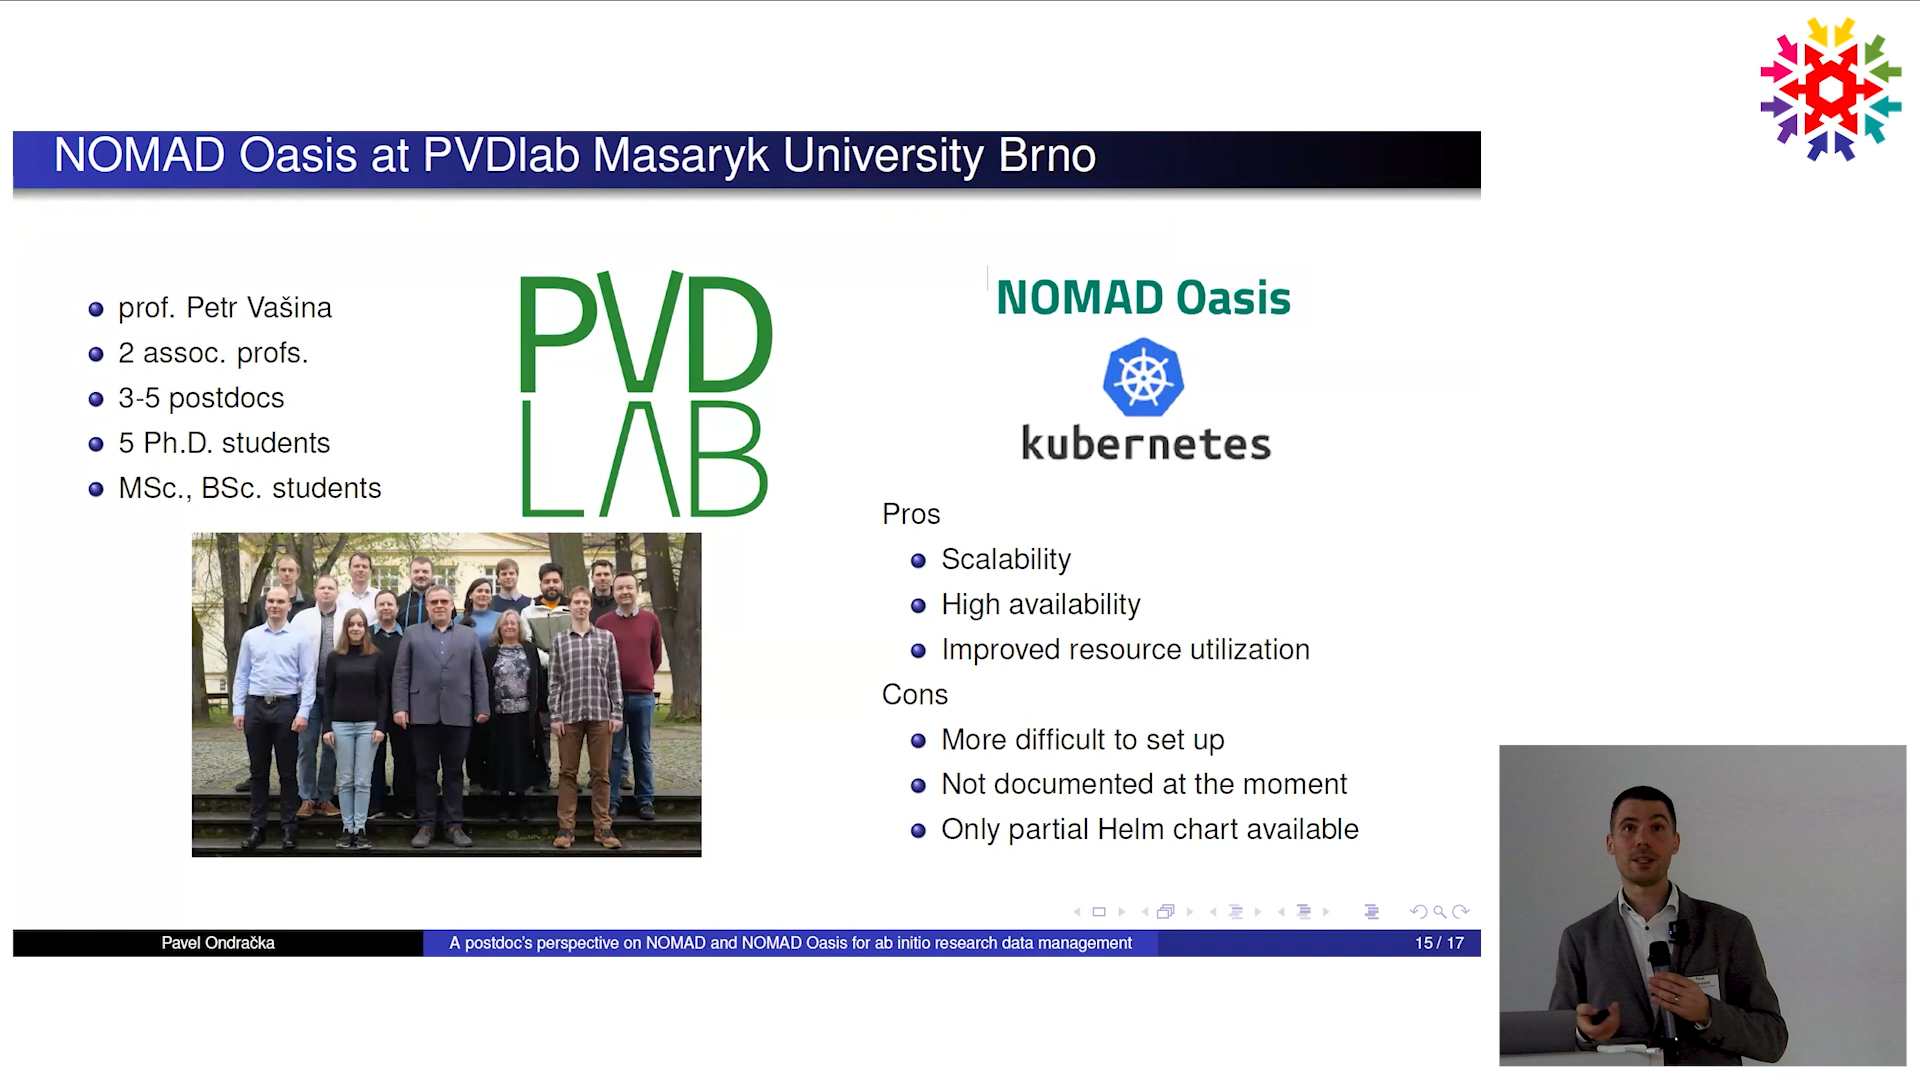 NOMAD Oasis at PVDlab Masaryk University Brno
prof. Petr Vašina
2 assoc. profs.
3-5 postdocs
5 Ph.D. students
MSc., BSc. students
PVD
LAB
NOMAD Oasis
kubernetes
Pros
Scalability
High availability
Improved resource utilization
Cons
More difficult to set up
Not documented at the moment
Only partial Helm chart available
Pavel Ondračka
A postdoc's perspective on NOMAD and NOMAD Oasis for ab initio research data management
15 / 17